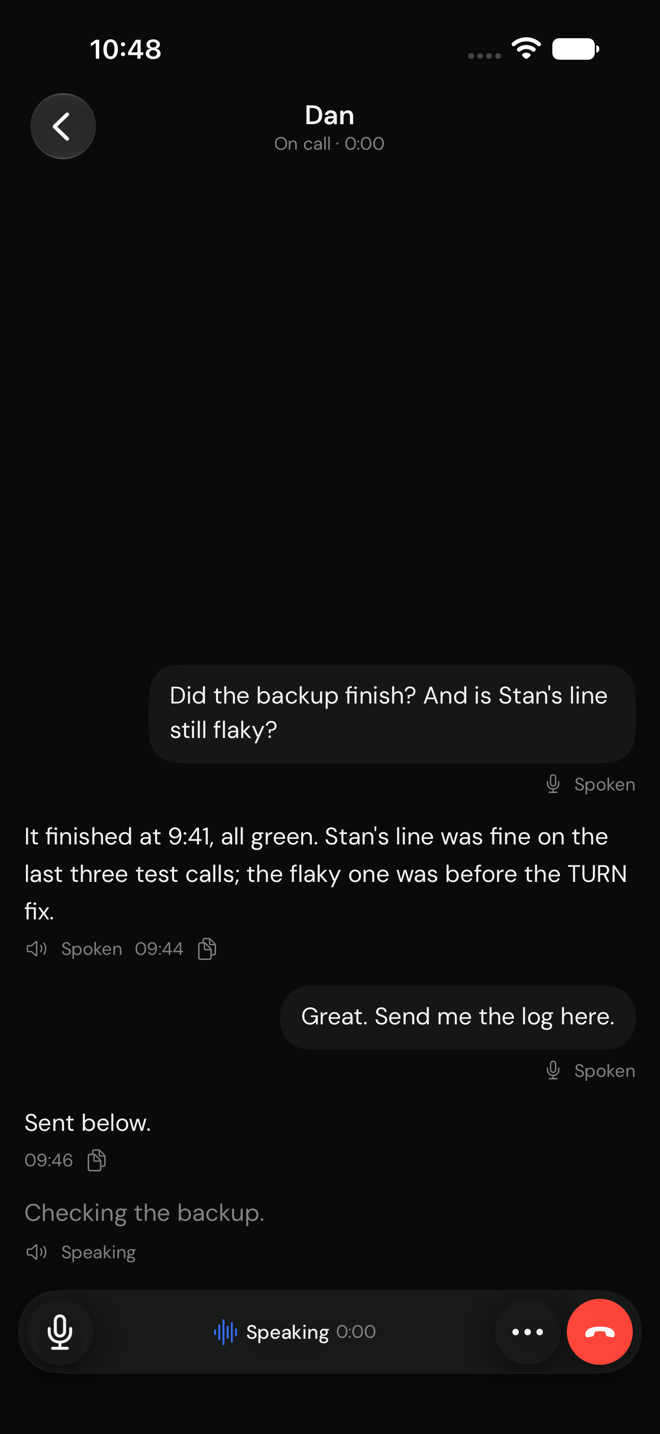 10:48
Dan
On call · 0:00
Did the backup finish? And is Stan's line
still flaky?
Spoken
It finished at 9:41, all green. Stan's line was fine on the
last three test calls; the flaky one was before the TURN
fix.
Spoken 09:44
Great. Send me the log here.
Spoken
Sent below.
09:46
Checking the backup.
Speaking
Speaking 0:00